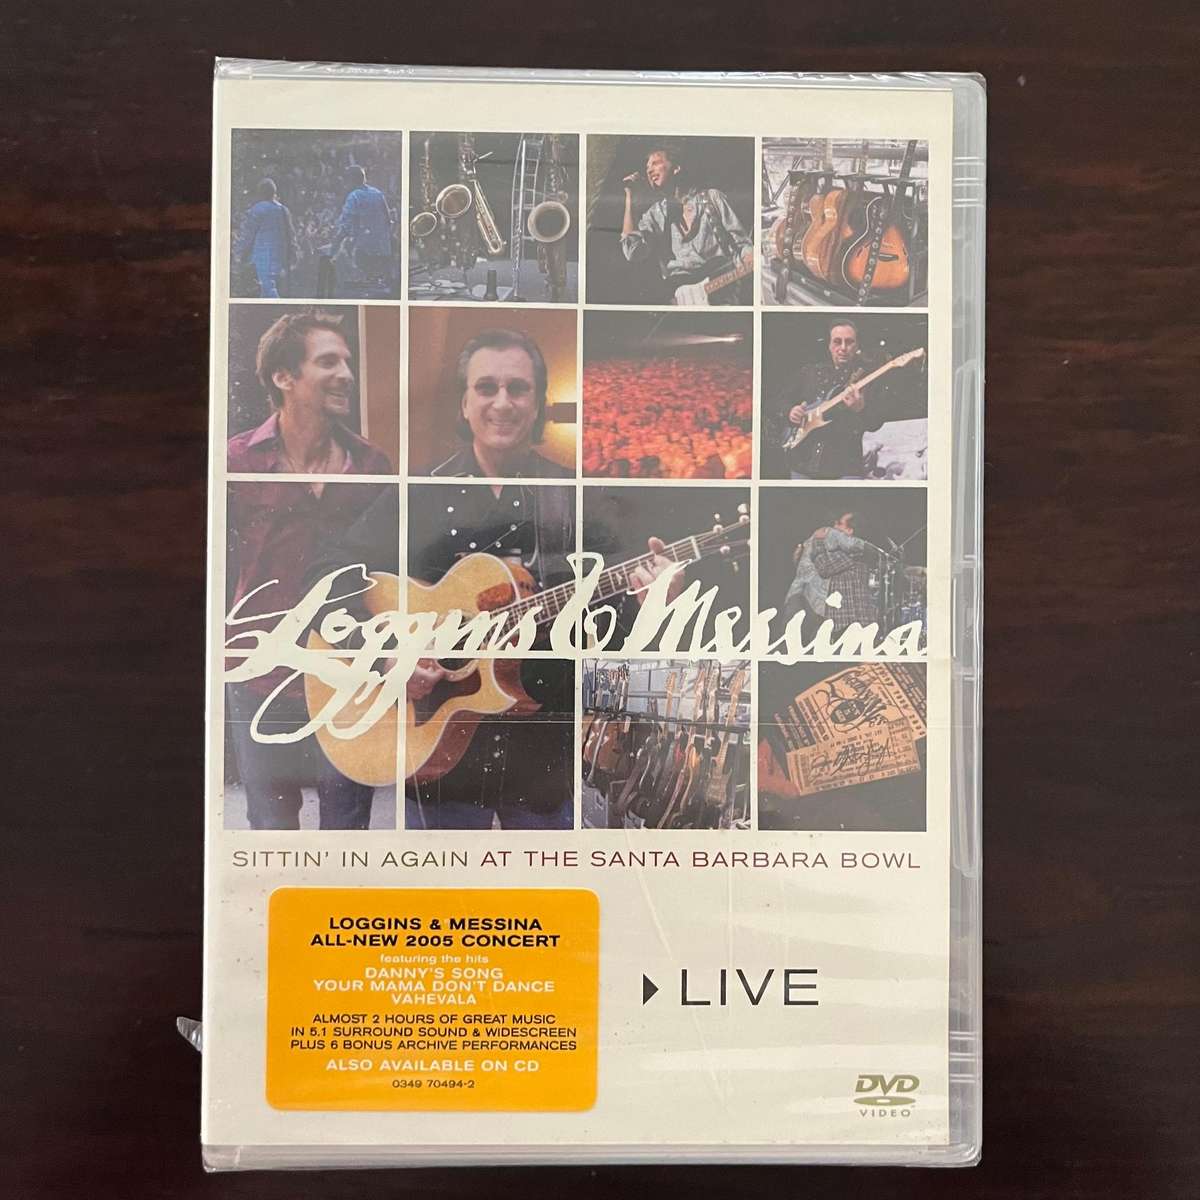 Loggins & Messina
SITTIN' IN AGAIN AT THE SANTA BARBARA BOWL
LOGGINS & MESSINA
ALL-NEW 2005 CONCERT
featuring the hits
DANNY'S SONG
YOUR MAMA DON'T DANCE
VAHEVALA
ALMOST 2 HOURS OF GREAT MUSIC
IN 5.1 SURROUND SOUND & WIDESCREEN
PLUS 6 BONUS ARCHIVE PERFORMANCES
ALSO AVAILABLE ON CD
0349 70494-2
LIVE
DVD
VIDEO™